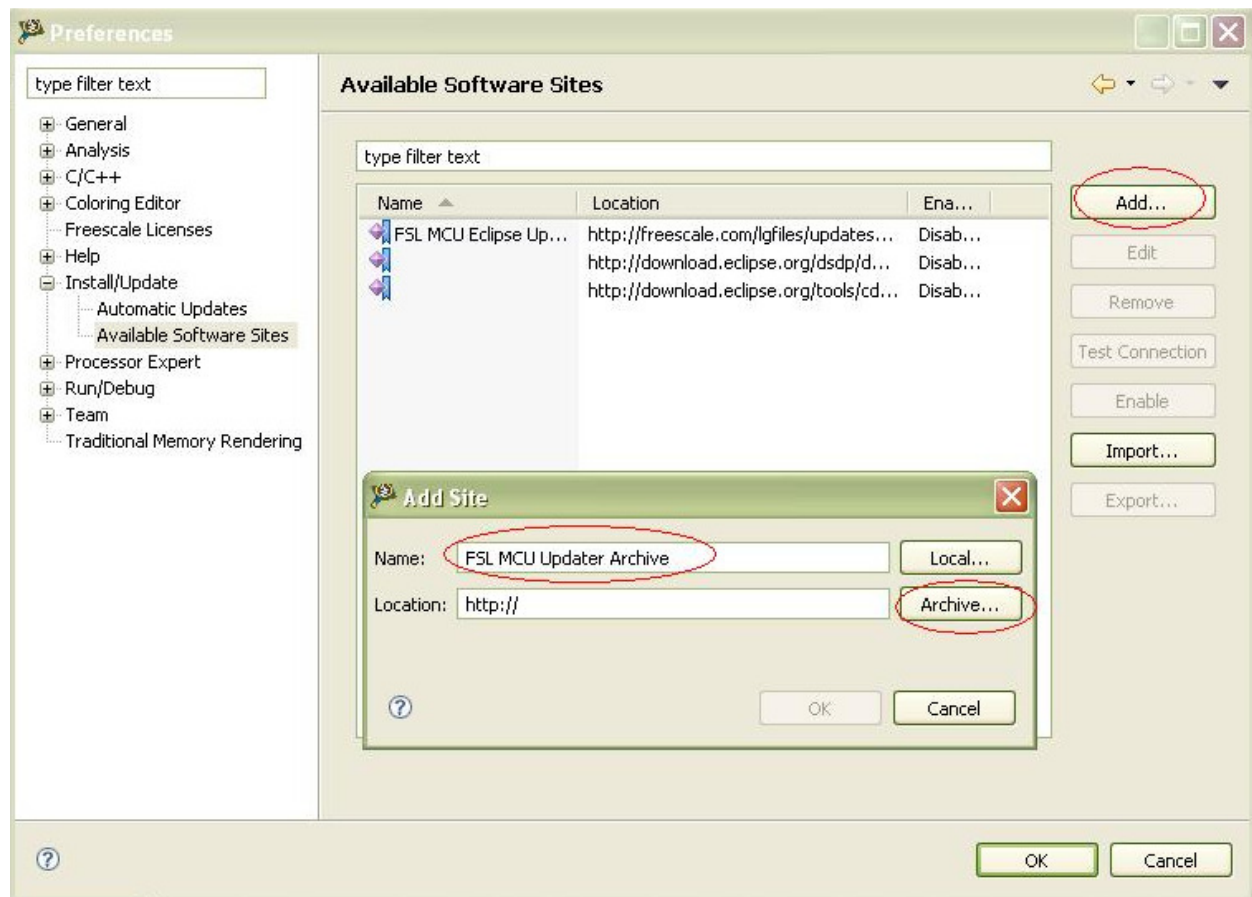 Preferences
type filter text
General
Analysis
C/C++
Coloring Editor
Freescale Licenses
Help
Install/Update
Automatic Updates
Available Software Sites
Processor Expert
Run/Debug
Team
Traditional Memory Rendering
Available Software Sites
type filter text
Name Location Ena...
FSL MCU Eclipse Up... http://freescale.com/lgfiles/updates... Disab...
http://download.eclipse.org/dsdp/d... Disab...
http://download.eclipse.org/tools/cd... Disab...
Add...
Edit
Remove
Test Connection
Enable
Import...
Export...
Add Site
Name: FSL MCU Updater Archive Local...
Location: http:// Archive...
? OK Cancel
? OK Cancel